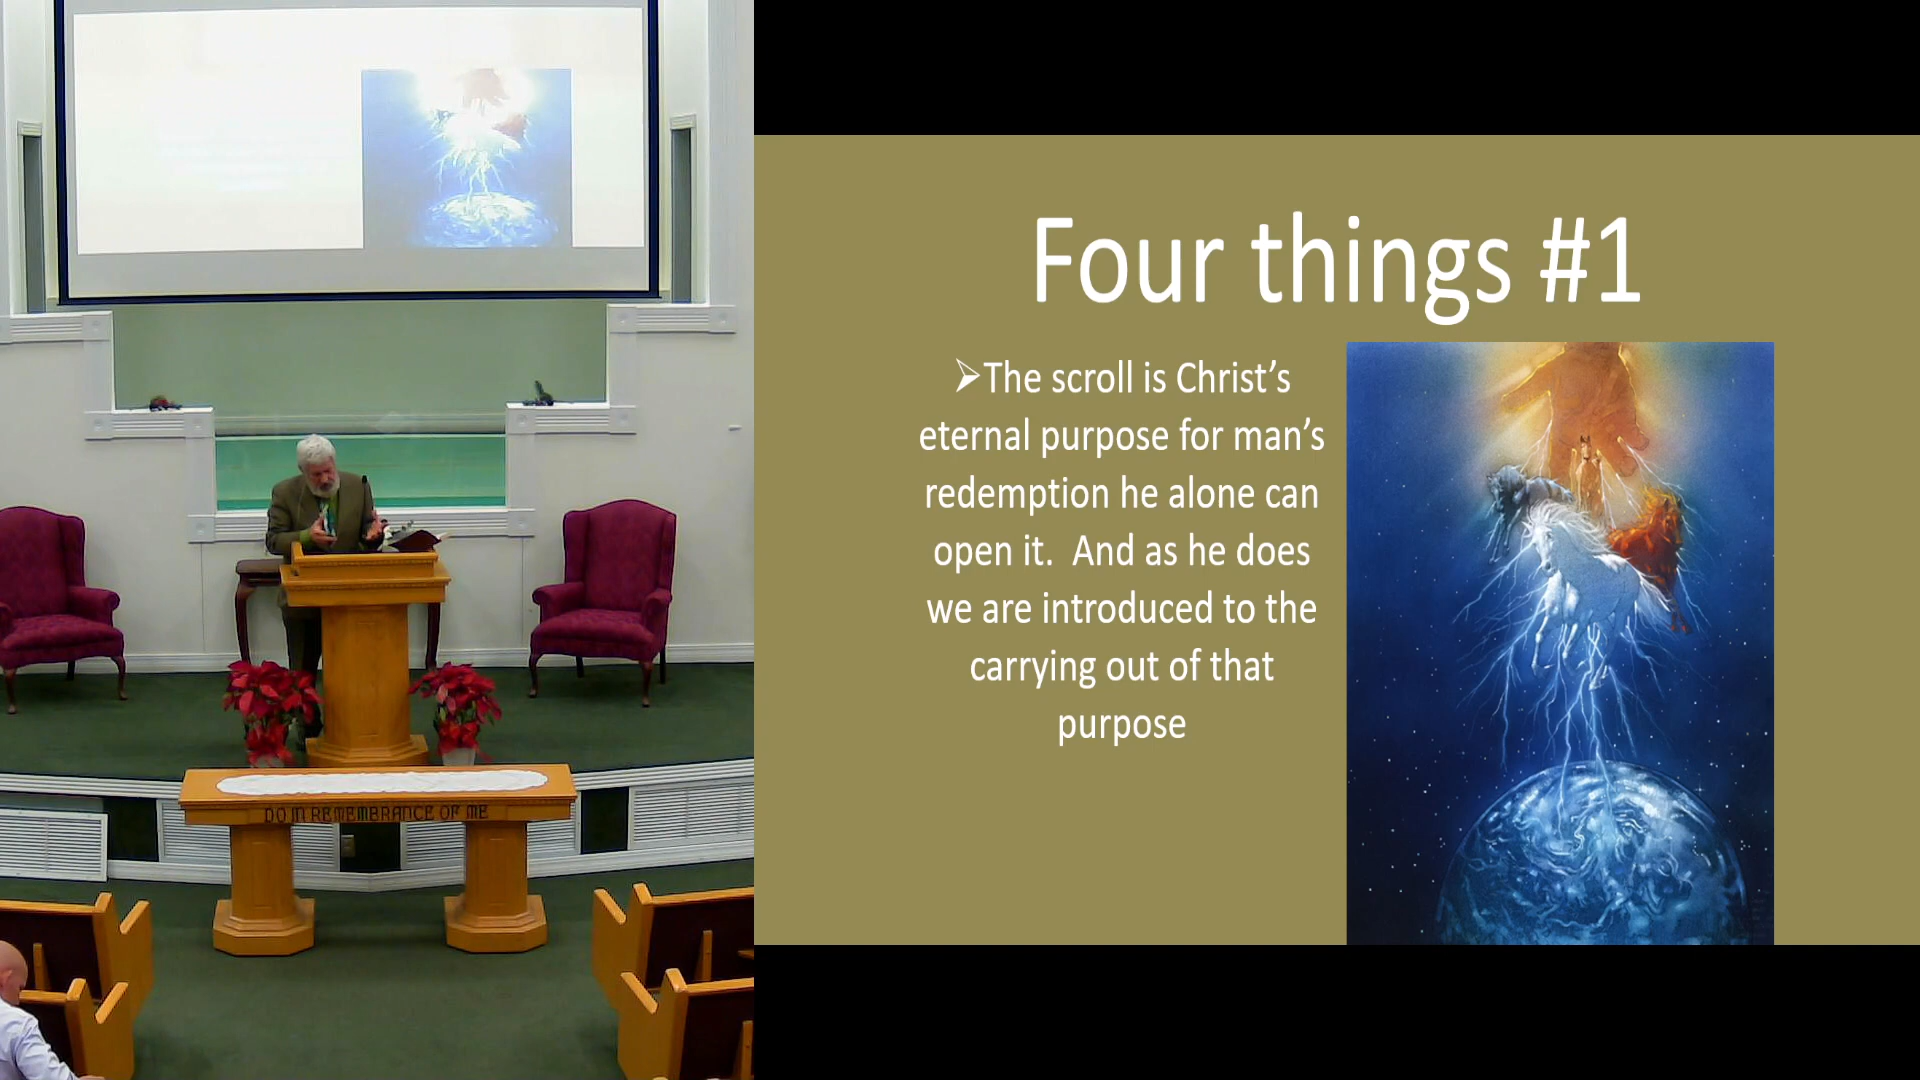 Four things #1
➢The scroll is Christ’s
eternal purpose for man’s
redemption he alone can
open it.  And as he does
we are introduced to the
carrying out of that
purpose
DO IN REMEMBRANCE OF ME